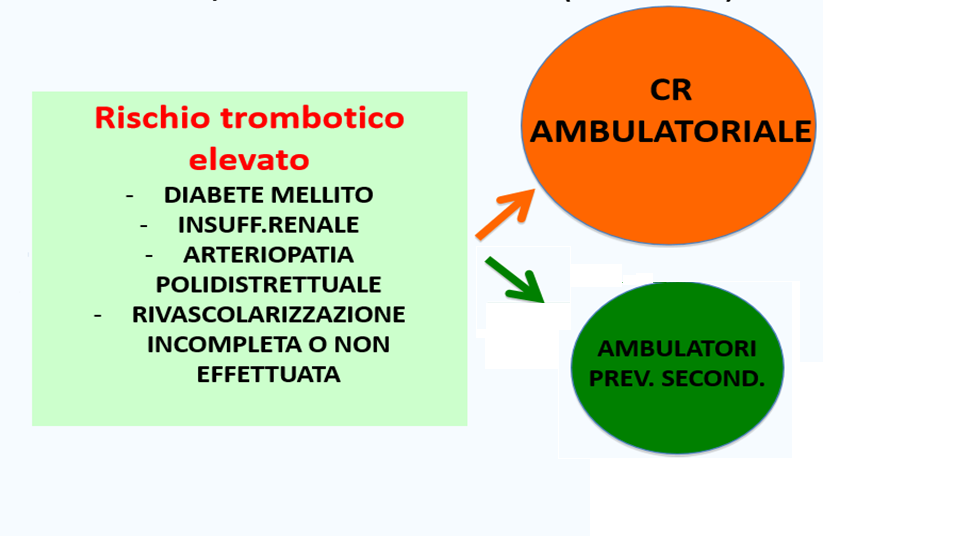 Rischio trombotico
elevato
- DIABETE MELLITO
- INSUFF.RENALE
- ARTERIOPATIA
POLIDISTRETTUALE
- RIVASCOLARIZZAZIONE
INCOMPLETA O NON
EFFETTUATA
CR
AMBULATORIALE
AMBULATORI
PREV. SECOND.